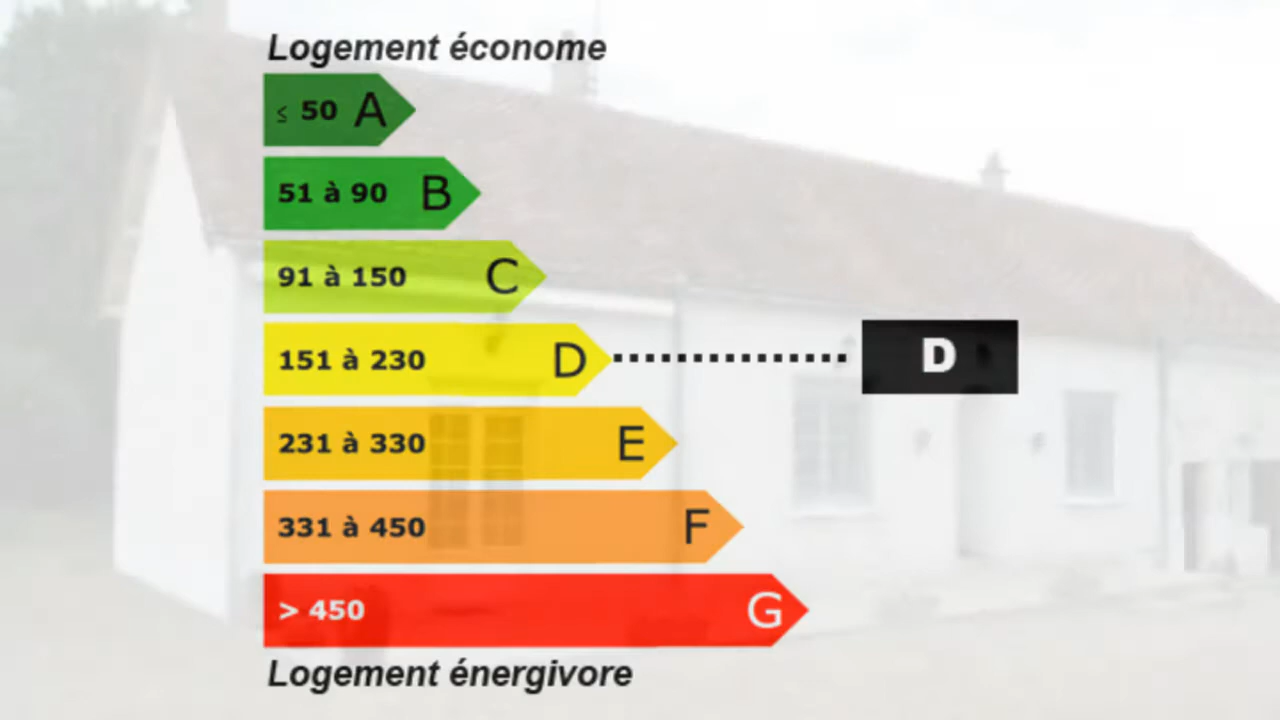 Logement économe
≤ 50 A
51 à 90 B
91 à 150 C
151 à 230 D
D
231 à 330 E
331 à 450 F
> 450 G
Logement énergivore